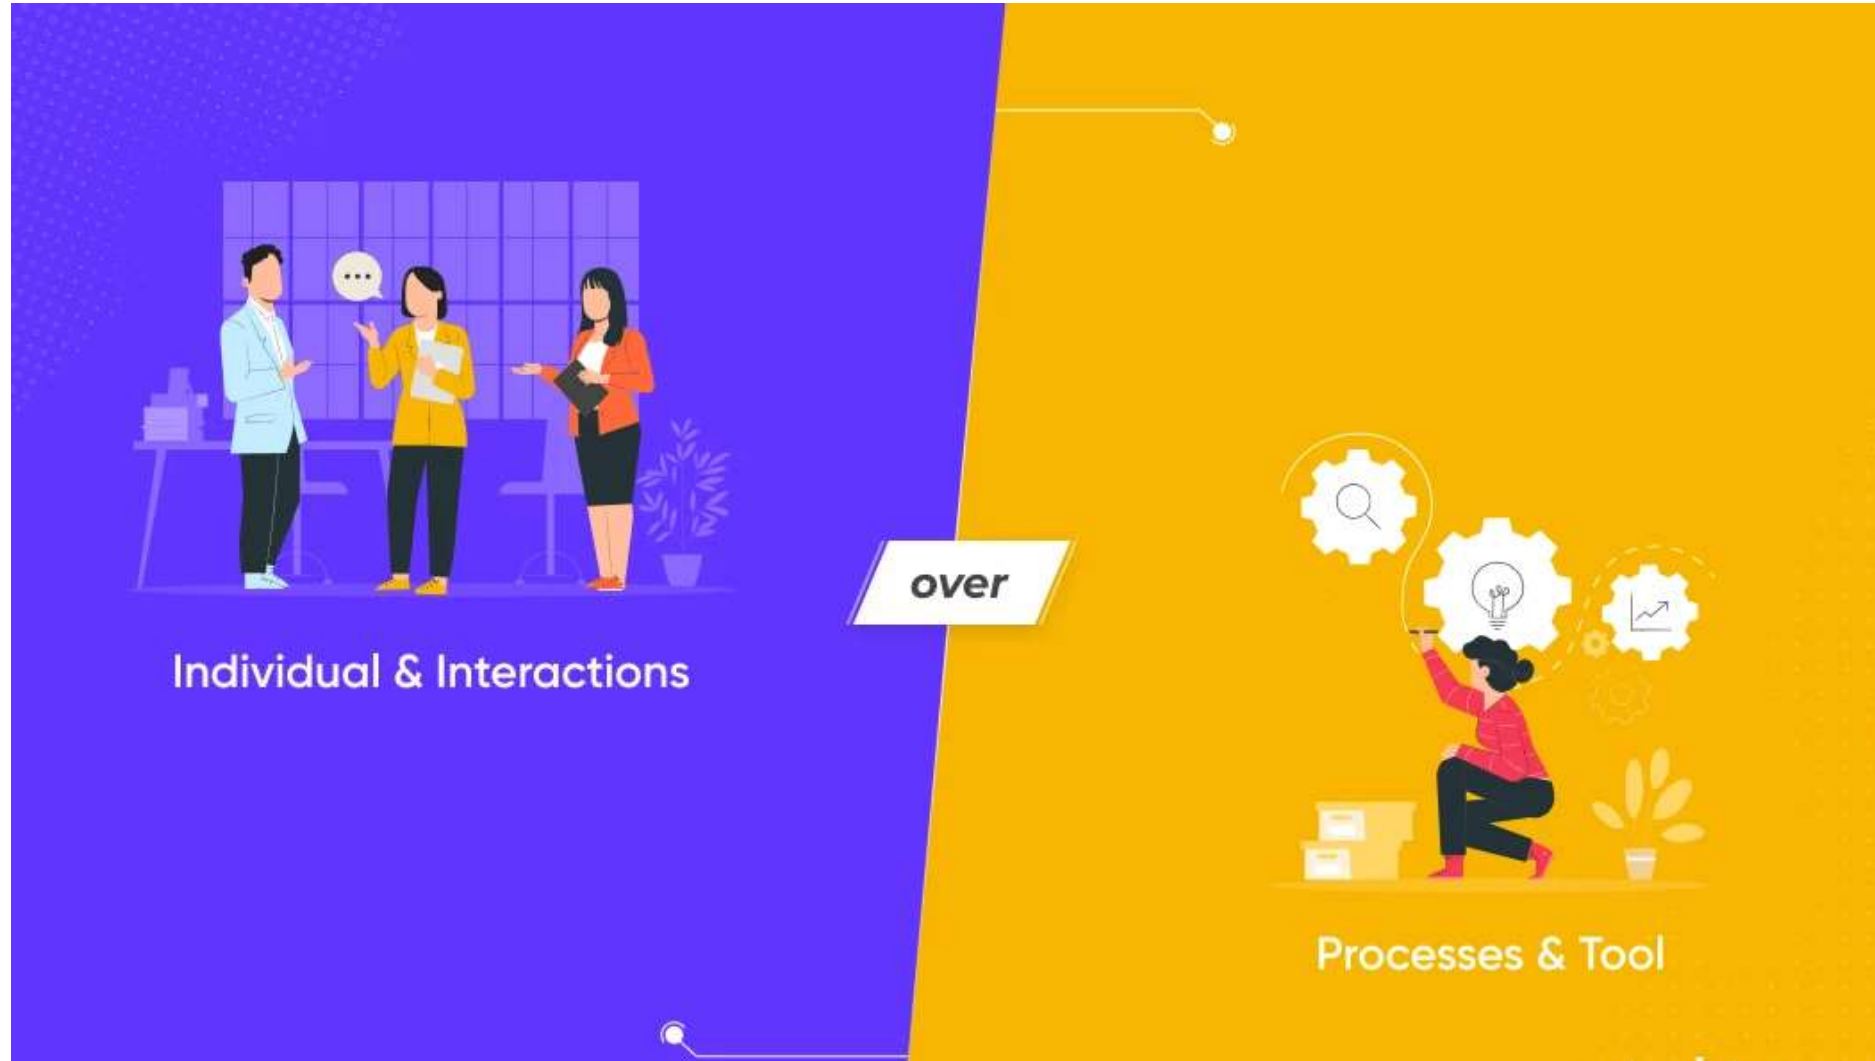 Individual & Interactions
over
Processes & Tool